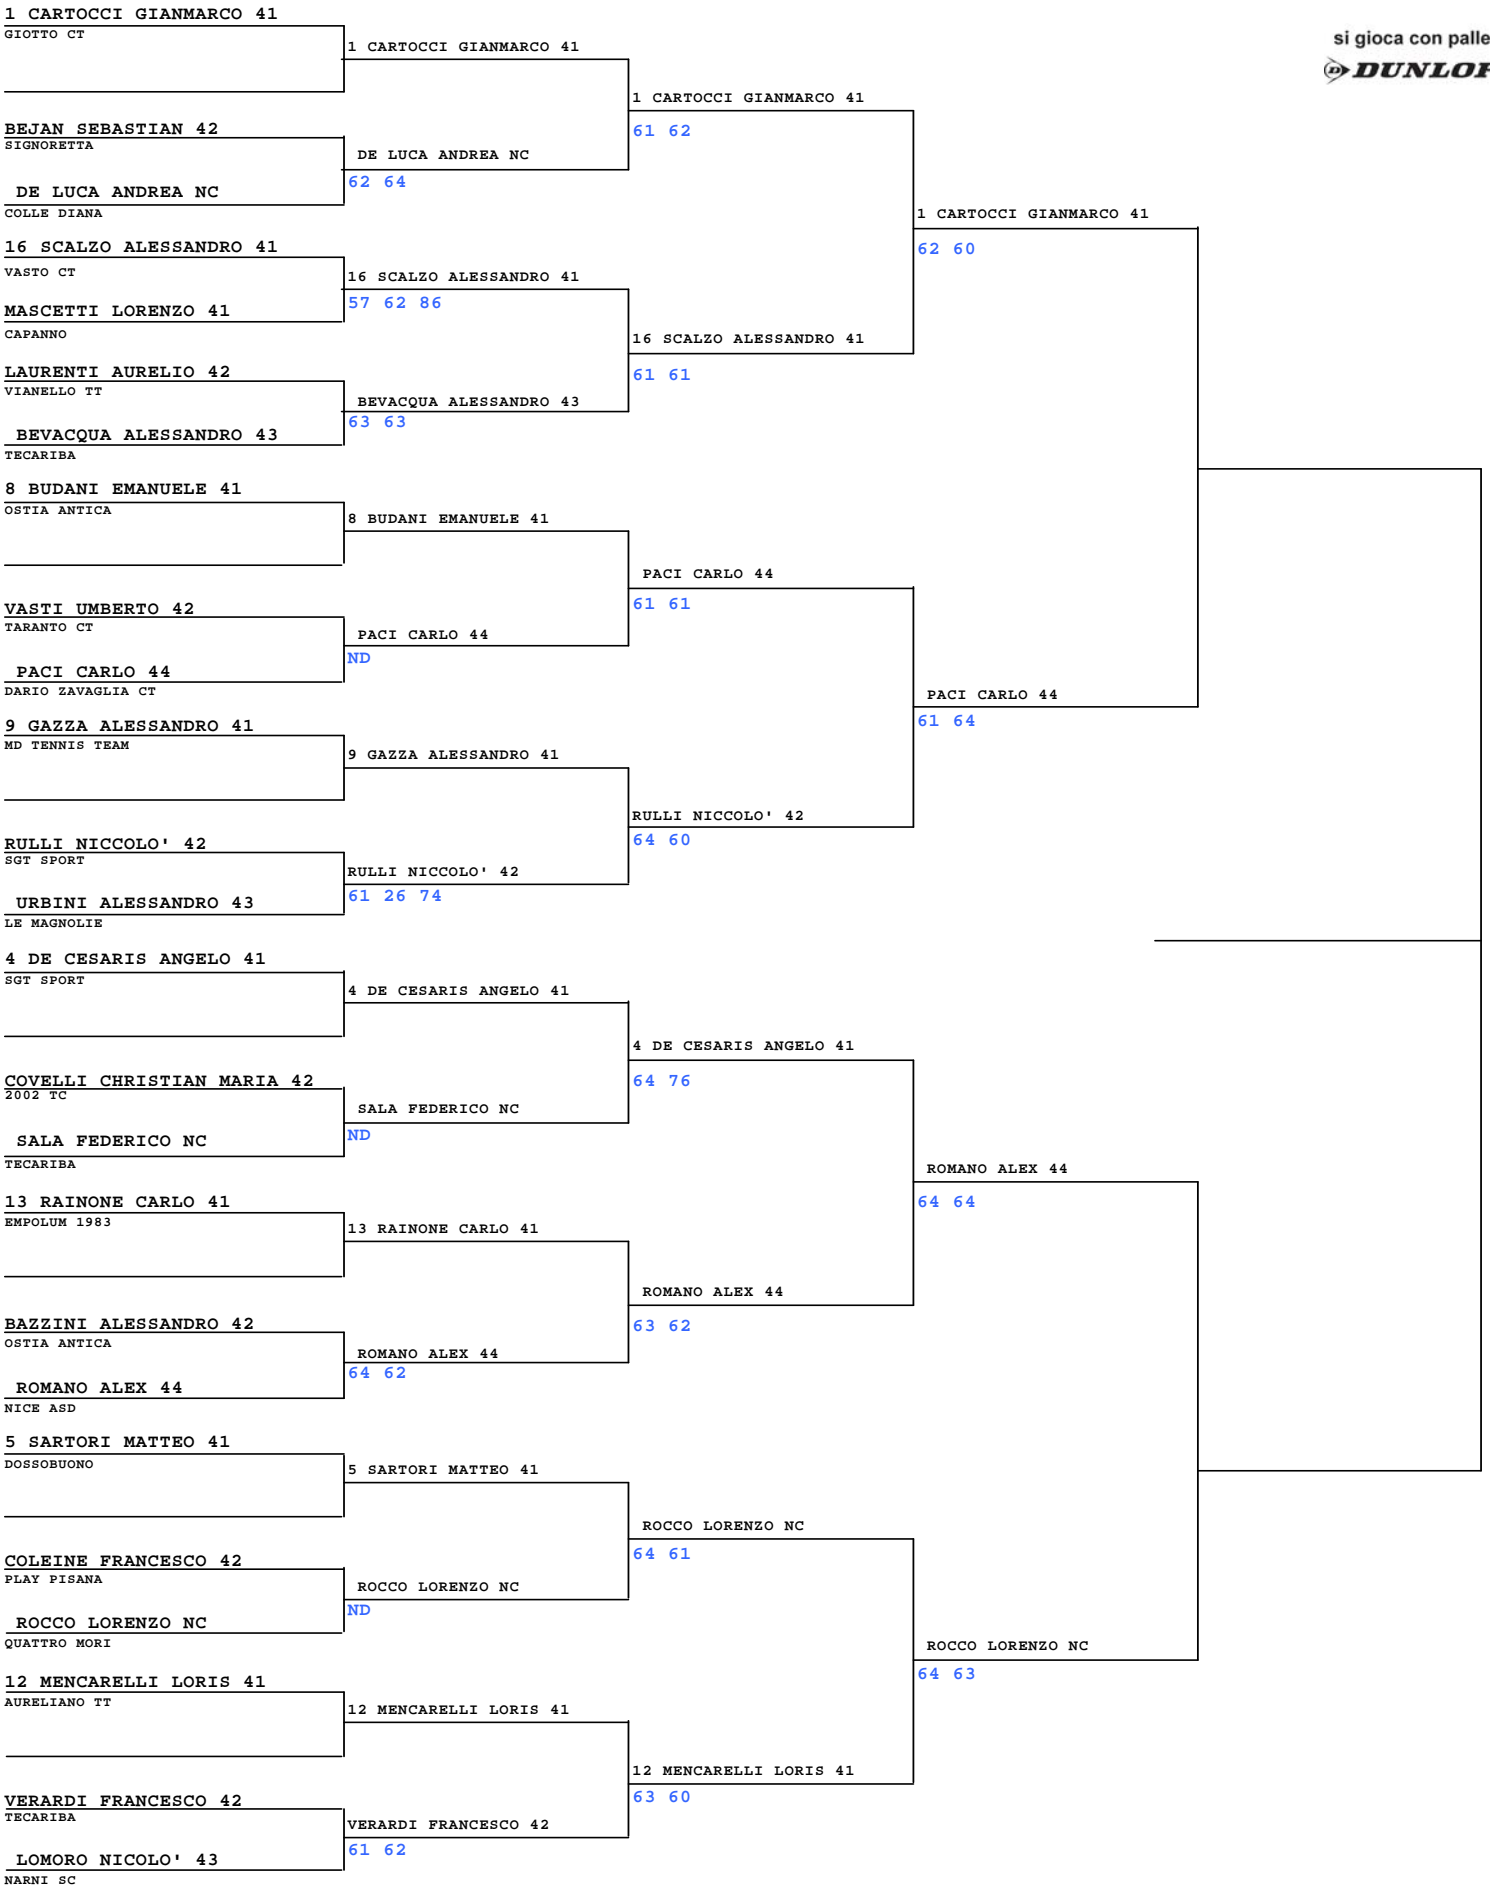 1 CARTOCCI GIANMARCO 41
GIOTTO CT
BEJAN SEBASTIAN 42
SIGNORETTA
DE LUCA ANDREA NC
COLLE DIANA
16 SCALZO ALESSANDRO 41
VASTO CT
MASCETTI LORENZO 41
CAPANNO
LAURENTI AURELIO 42
VIANELLO TT
BEVACQUA ALESSANDRO 43
TECARIBA
8 BUDANI EMANUELE 41
OSTIA ANTICA
VASTI UMBERTO 42
TARANTO CT
PACI CARLO 44
DARIO ZAVAGLIA CT
9 GAZZA ALESSANDRO 41
MD TENNIS TEAM
RULLI NICCOLO' 42
SGT SPORT
URBINI ALESSANDRO 43
LE MAGNOLIE
4 DE CESARIS ANGELO 41
SGT SPORT
COVELLI CHRISTIAN MARIA 42
2002 TC
SALA FEDERICO NC
TECARIBA
13 RAINONE CARLO 41
EMPOLUM 1983
BAZZINI ALESSANDRO 42
OSTIA ANTICA
ROMANO ALEX 44
NICE ASD
5 SARTORI MATTEO 41
DOSSOBUONO
COLEINE FRANCESCO 42
PLAY PISANA
ROCCO LORENZO NC
QUATTRO MORI
12 MENCARELLI LORIS 41
AURELIANO TT
VERARDI FRANCESCO 42
TECARIBA
LOMORO NICOLO' 43
NARNI SC
1 CARTOCCI GIANMARCO 41
DE LUCA ANDREA NC
62 64
16 SCALZO ALESSANDRO 41
57 62 86
BEVACQUA ALESSANDRO 43
63 63
8 BUDANI EMANUELE 41
PACI CARLO 44
ND
9 GAZZA ALESSANDRO 41
RULLI NICCOLO' 42
61 26 74
4 DE CESARIS ANGELO 41
SALA FEDERICO NC
ND
13 RAINONE CARLO 41
ROMANO ALEX 44
64 62
5 SARTORI MATTEO 41
ROCCO LORENZO NC
ND
12 MENCARELLI LORIS 41
VERARDI FRANCESCO 42
61 62
1 CARTOCCI GIANMARCO 41
61 62
16 SCALZO ALESSANDRO 41
61 61
PACI CARLO 44
61 61
RULLI NICCOLO' 42
64 60
4 DE CESARIS ANGELO 41
64 76
ROMANO ALEX 44
63 62
ROCCO LORENZO NC
64 61
12 MENCARELLI LORIS 41
63 60
1 CARTOCCI GIANMARCO 41
62 60
PACI CARLO 44
61 64
ROMANO ALEX 44
64 64
ROCCO LORENZO NC
64 63
si gioca con palle
DUNLOP